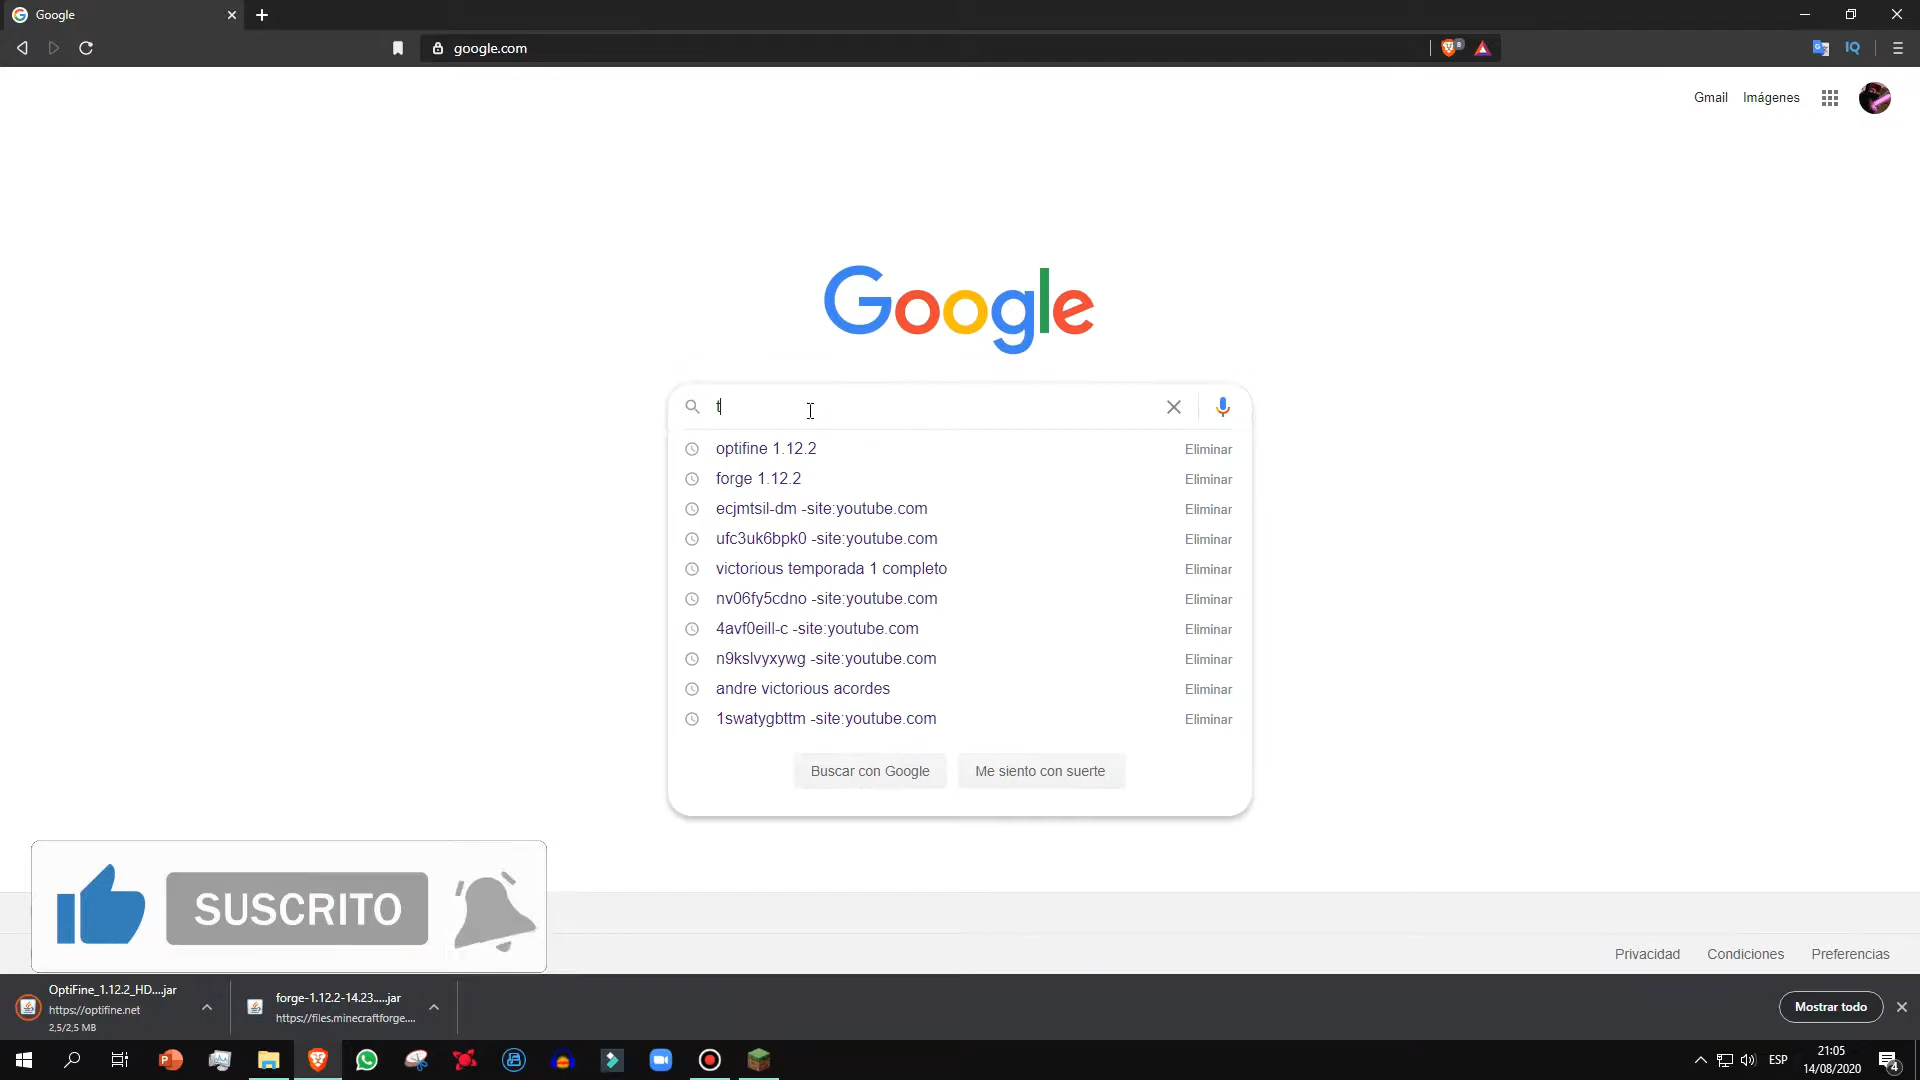 Google
google.com
Gmail Imágenes
Google
t
optifine 1.12.2 Eliminar
forge 1.12.2 Eliminar
ecjmtsil-dm -site:youtube.com Eliminar
ufc3uk6bpk0 -site:youtube.com Eliminar
victorious temporada 1 completo Eliminar
nv06fy5cdno -site:youtube.com Eliminar
4avf0eill-c -site:youtube.com Eliminar
n9kslvyxywg -site:youtube.com Eliminar
andre victorious acordes Eliminar
1swatygbttm -site:youtube.com Eliminar
Buscar con Google Me siento con suerte
SUSCRITO
Privacidad Condiciones Preferencias
OptiFine_1.12.2_HD....jar
https://optifine.net
2,5/2,5 MB
forge-1.12.2-14.23.....jar
https://files.minecraftforge....
Mostrar todo
ESP
21:05
14/08/2020
4
8
IQ